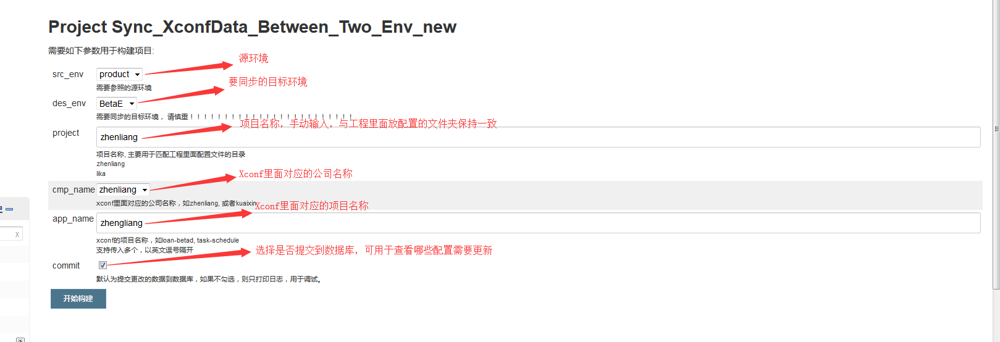 Project Sync_XconfData_Between_Two_Env_new
需要如下参数用于构建项目:
源环境
src_env product
需要参照的源环境
要同步的目标环境
des_env BetaE
需要同步的目标环境，请慎重！！！！！！！！！！！！！！！！！！！！！！！！
项目名称，手动输入，与工程里面放配置的文件夹保持一致
project zhenliang
项目名称, 主要用于匹配工程里面配置文件的目录
zhenliang
lika
Xconf里面对应的公司名称
cmp_name zhenliang
xconf里面对应的公司名称，如zhenliang, 或者kuaixin
Xconf里面对应的项目名称
app_name zhengliang
xconf的项目名称，如loan-betad, task-schedule
支持传入多个，以英文逗号隔开
选择是否提交到数据库，可用于查看哪些配置需要更新
commit
默认为提交更改的数据到数据库，如果不勾选，则只打印日志，用于调试。
开始构建
x